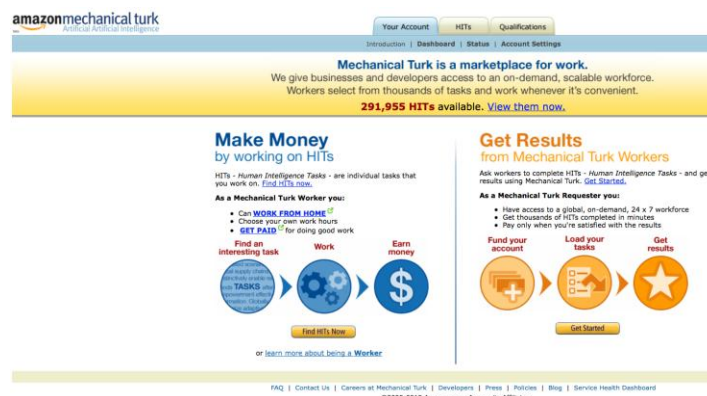 amazonmechanical turk
Artificial Artificial Intelligence
Your Account
HITs
Qualifications
Introduction | Dashboard | Status | Account Settings
Mechanical Turk is a marketplace for work.
We give businesses and developers access to an on-demand, scalable workforce.
Workers select from thousands of tasks and work whenever it's convenient.
291,955 HITs available. View them now.
Make Money
by working on HITs
HITs - Human Intelligence Tasks - are individual tasks that
you work on. Find HITs now.
As a Mechanical Turk Worker you:
• Can WORK FROM HOME
• Choose your own work hours
• GET PAID for doing good work
Find an
interesting task
Work
Earn
money
TASKS
$
Find HITs Now
or learn more about being a Worker
Get Results
from Mechanical Turk Workers
Ask workers to complete HITs - Human Intelligence Tasks - and ge
results using Mechanical Turk. Get Started.
As a Mechanical Turk Requester you:
• Have access to a global, on-demand, 24 x 7 workforce
• Get thousands of HITs completed in minutes
• Pay only when you're satisfied with the results
Fund your
account
Load your
tasks
Get
results
Get Started
FAQ | Contact Us | Careers at Mechanical Turk | Developers | Press | Policies | Blog | Service Health Dashboard